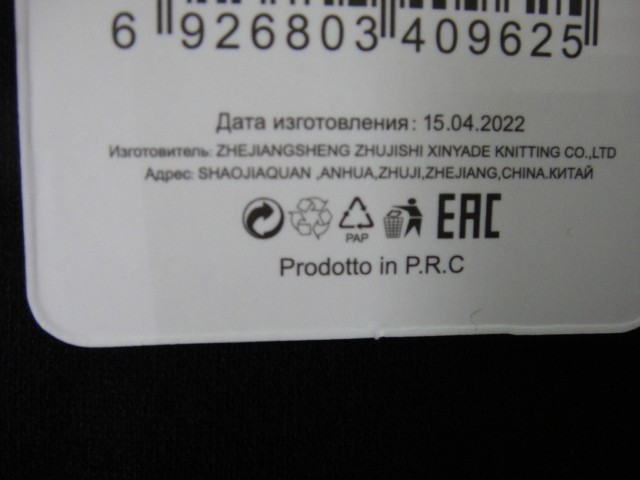 6 926803 409625
Дата изготовления: 15.04.2022
Изготовитель: ZHEJIANGSHENG ZHUJISHI XINYADE KNITTING CO.,LTD
Адрес: SHAOJIAQUAN ,ANHUA,ZHUJI,ZHEJIANG,CHINA.КИТАЙ
PAP EAC
Prodotto in P.R.C